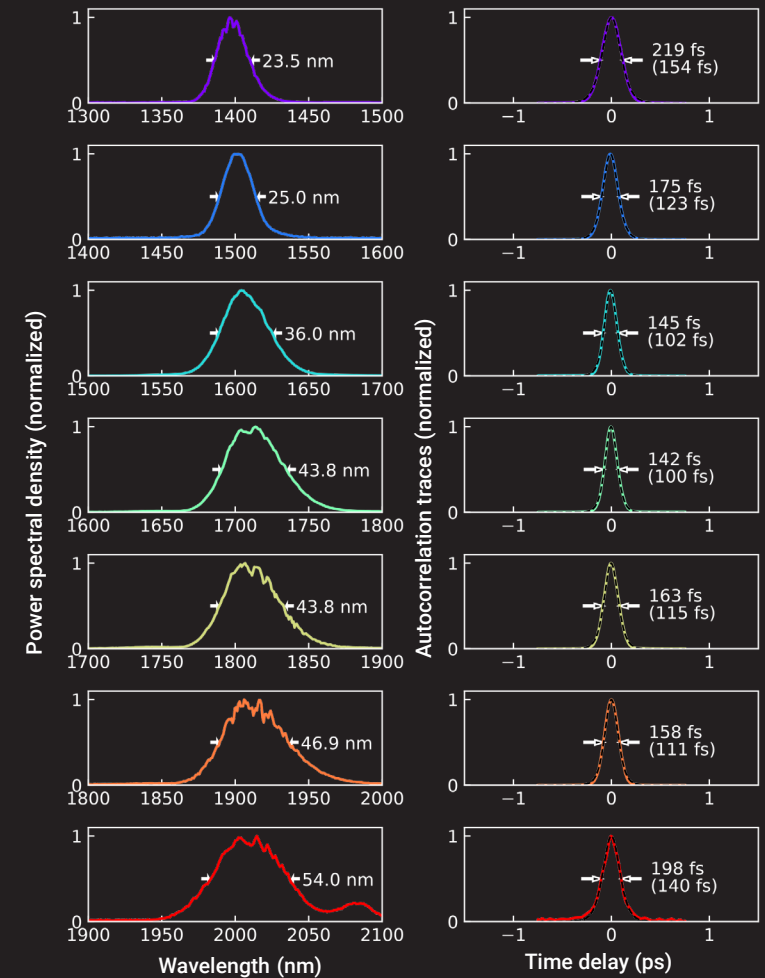 1
23.5 nm
0
1300 1350 1400 1450 1500
1
219 fs
(154 fs)
0
−1 0 1
1
25.0 nm
0
1400 1450 1500 1550 1600
1
175 fs
(123 fs)
0
−1 0 1
1
36.0 nm
0
1500 1550 1600 1650 1700
1
145 fs
(102 fs)
0
−1 0 1
1
43.8 nm
0
1600 1650 1700 1750 1800
1
142 fs
(100 fs)
0
−1 0 1
1
43.8 nm
0
1700 1750 1800 1850 1900
1
163 fs
(115 fs)
0
−1 0 1
1
46.9 nm
0
1800 1850 1900 1950 2000
1
158 fs
(111 fs)
0
−1 0 1
1
54.0 nm
0
1900 1950 2000 2050 2100
1
198 fs
(140 fs)
0
−1 0 1
Power spectral density (normalized)
Autocorrelation traces (normalized)
Wavelength (nm)
Time delay (ps)